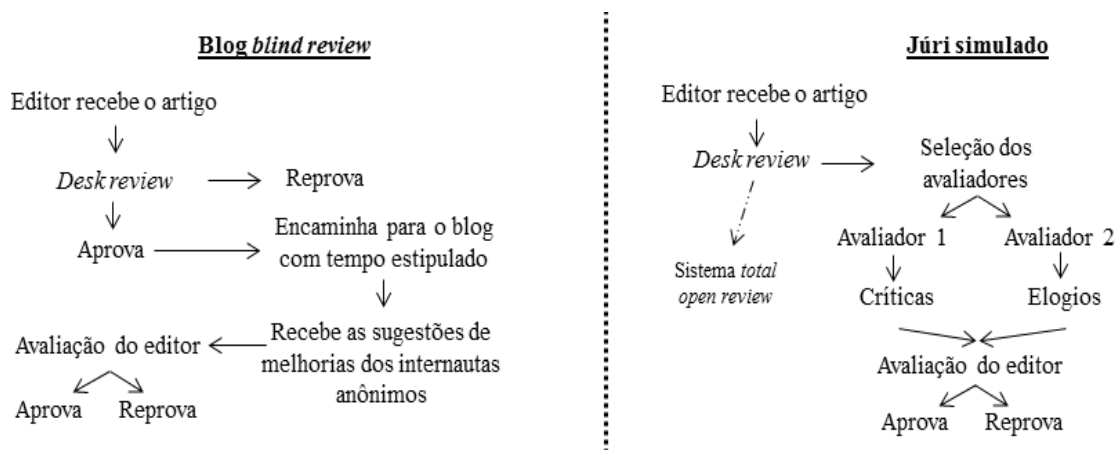 Blog blind review
Editor recebe o artigo
Desk review
Reprova
Aprova
Encaminha para o blog
com tempo estipulado
Recebe as sugestões de
melhorias dos internautas
anônimos
Avaliação do editor
Aprova
Reprova
Júri simulado
Editor recebe o artigo
Desk review
Seleção dos
avaliadores
Sistema total
open review
Avaliador 1
Avaliador 2
Críticas
Elogios
Avaliação do editor
Aprova
Reprova